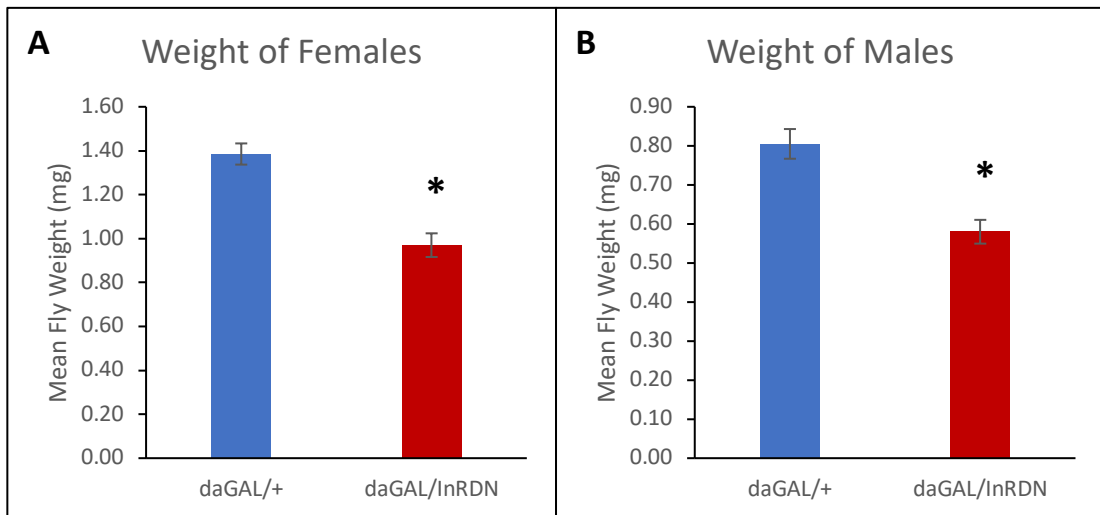 A
Weight of Females
Mean Fly Weight (mg)
1.60
1.40
1.20
1.00
0.80
0.60
0.40
0.20
0.00
*
daGAL/+ daGAL/InRDN
B
Weight of Males
Mean Fly Weight (mg)
0.90
0.80
0.70
0.60
0.50
0.40
0.30
0.20
0.10
0.00
*
daGAL/+ daGAL/InRDN